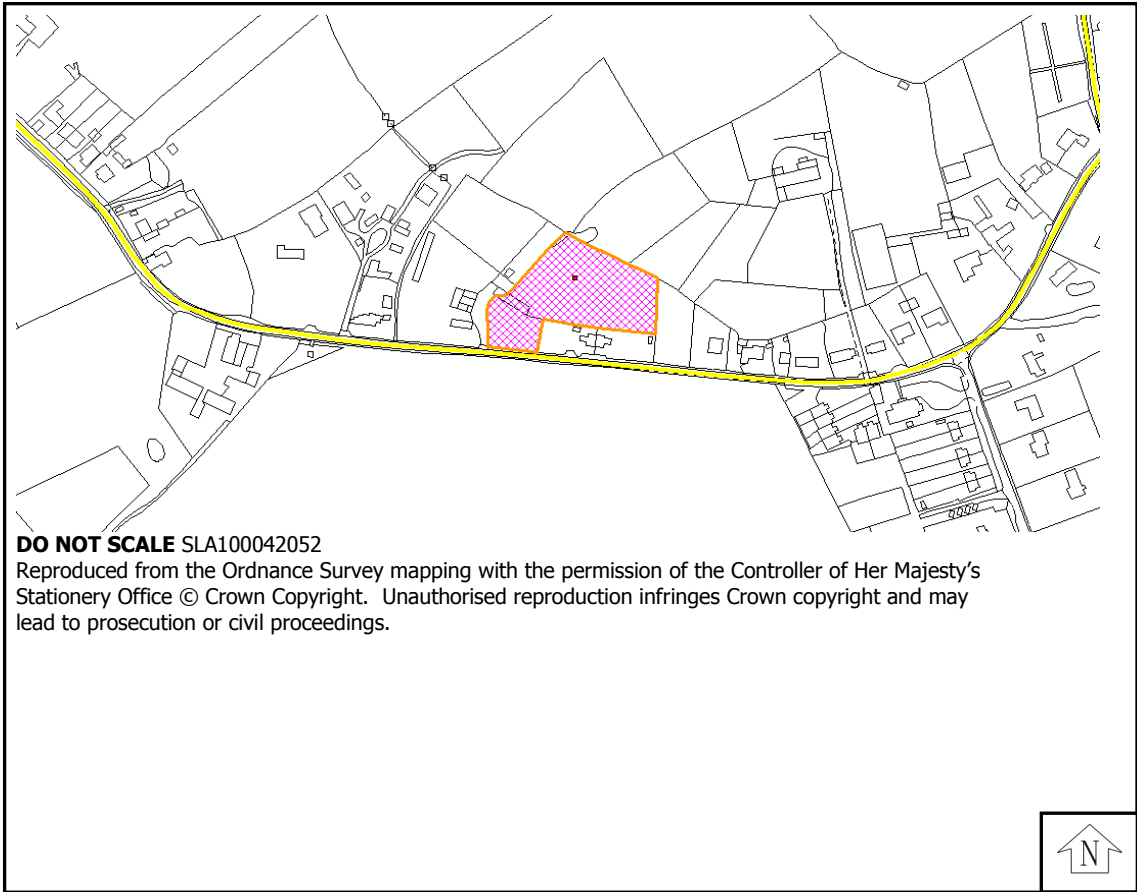 DO NOT SCALE SLA100042052
Reproduced from the Ordnance Survey mapping with the permission of the Controller of Her Majesty’s
Stationery Office © Crown Copyright.  Unauthorised reproduction infringes Crown copyright and may
lead to prosecution or civil proceedings.
N